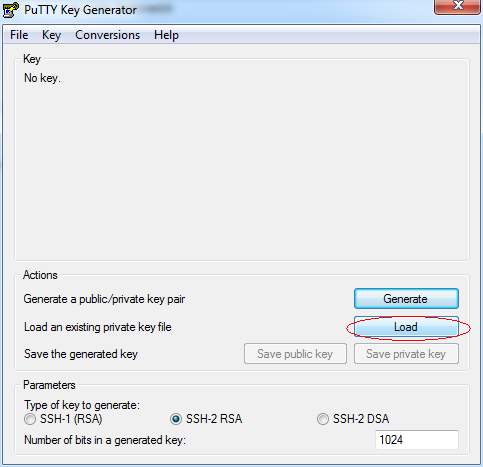 PuTTY Key Generator
File Key Conversions Help
Key
No key.
Actions
Generate a public/private key pair Generate
Load an existing private key file Load
Save the generated key Save public key Save private key
Parameters
Type of key to generate:
SSH-1 (RSA) SSH-2 RSA SSH-2 DSA
Number of bits in a generated key: 1024